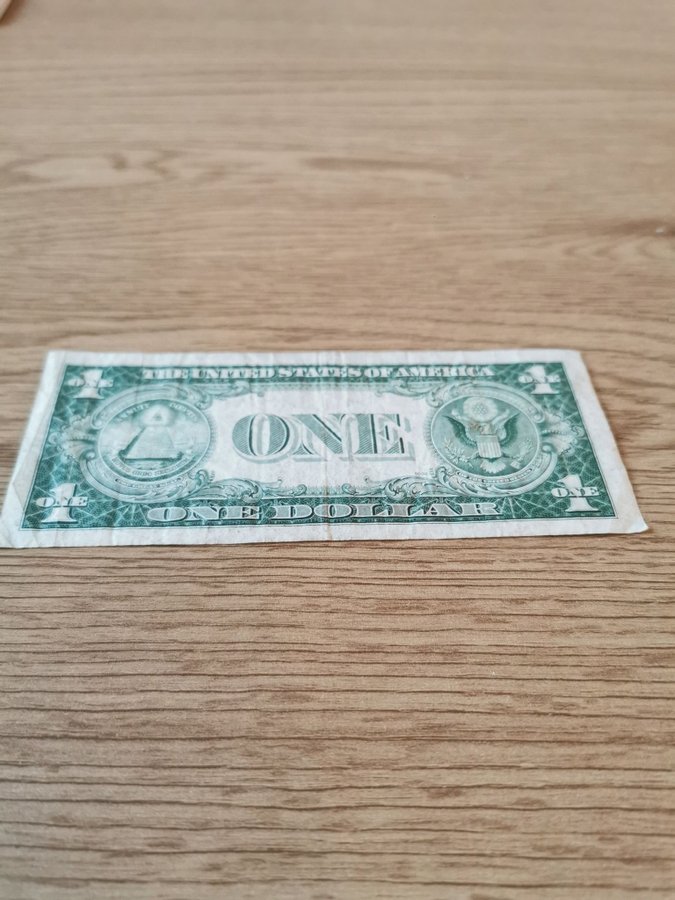 THE UNITED STATES OF AMERICA
ONE ONE
ONE
ONE ONE
ONE DOLLAR